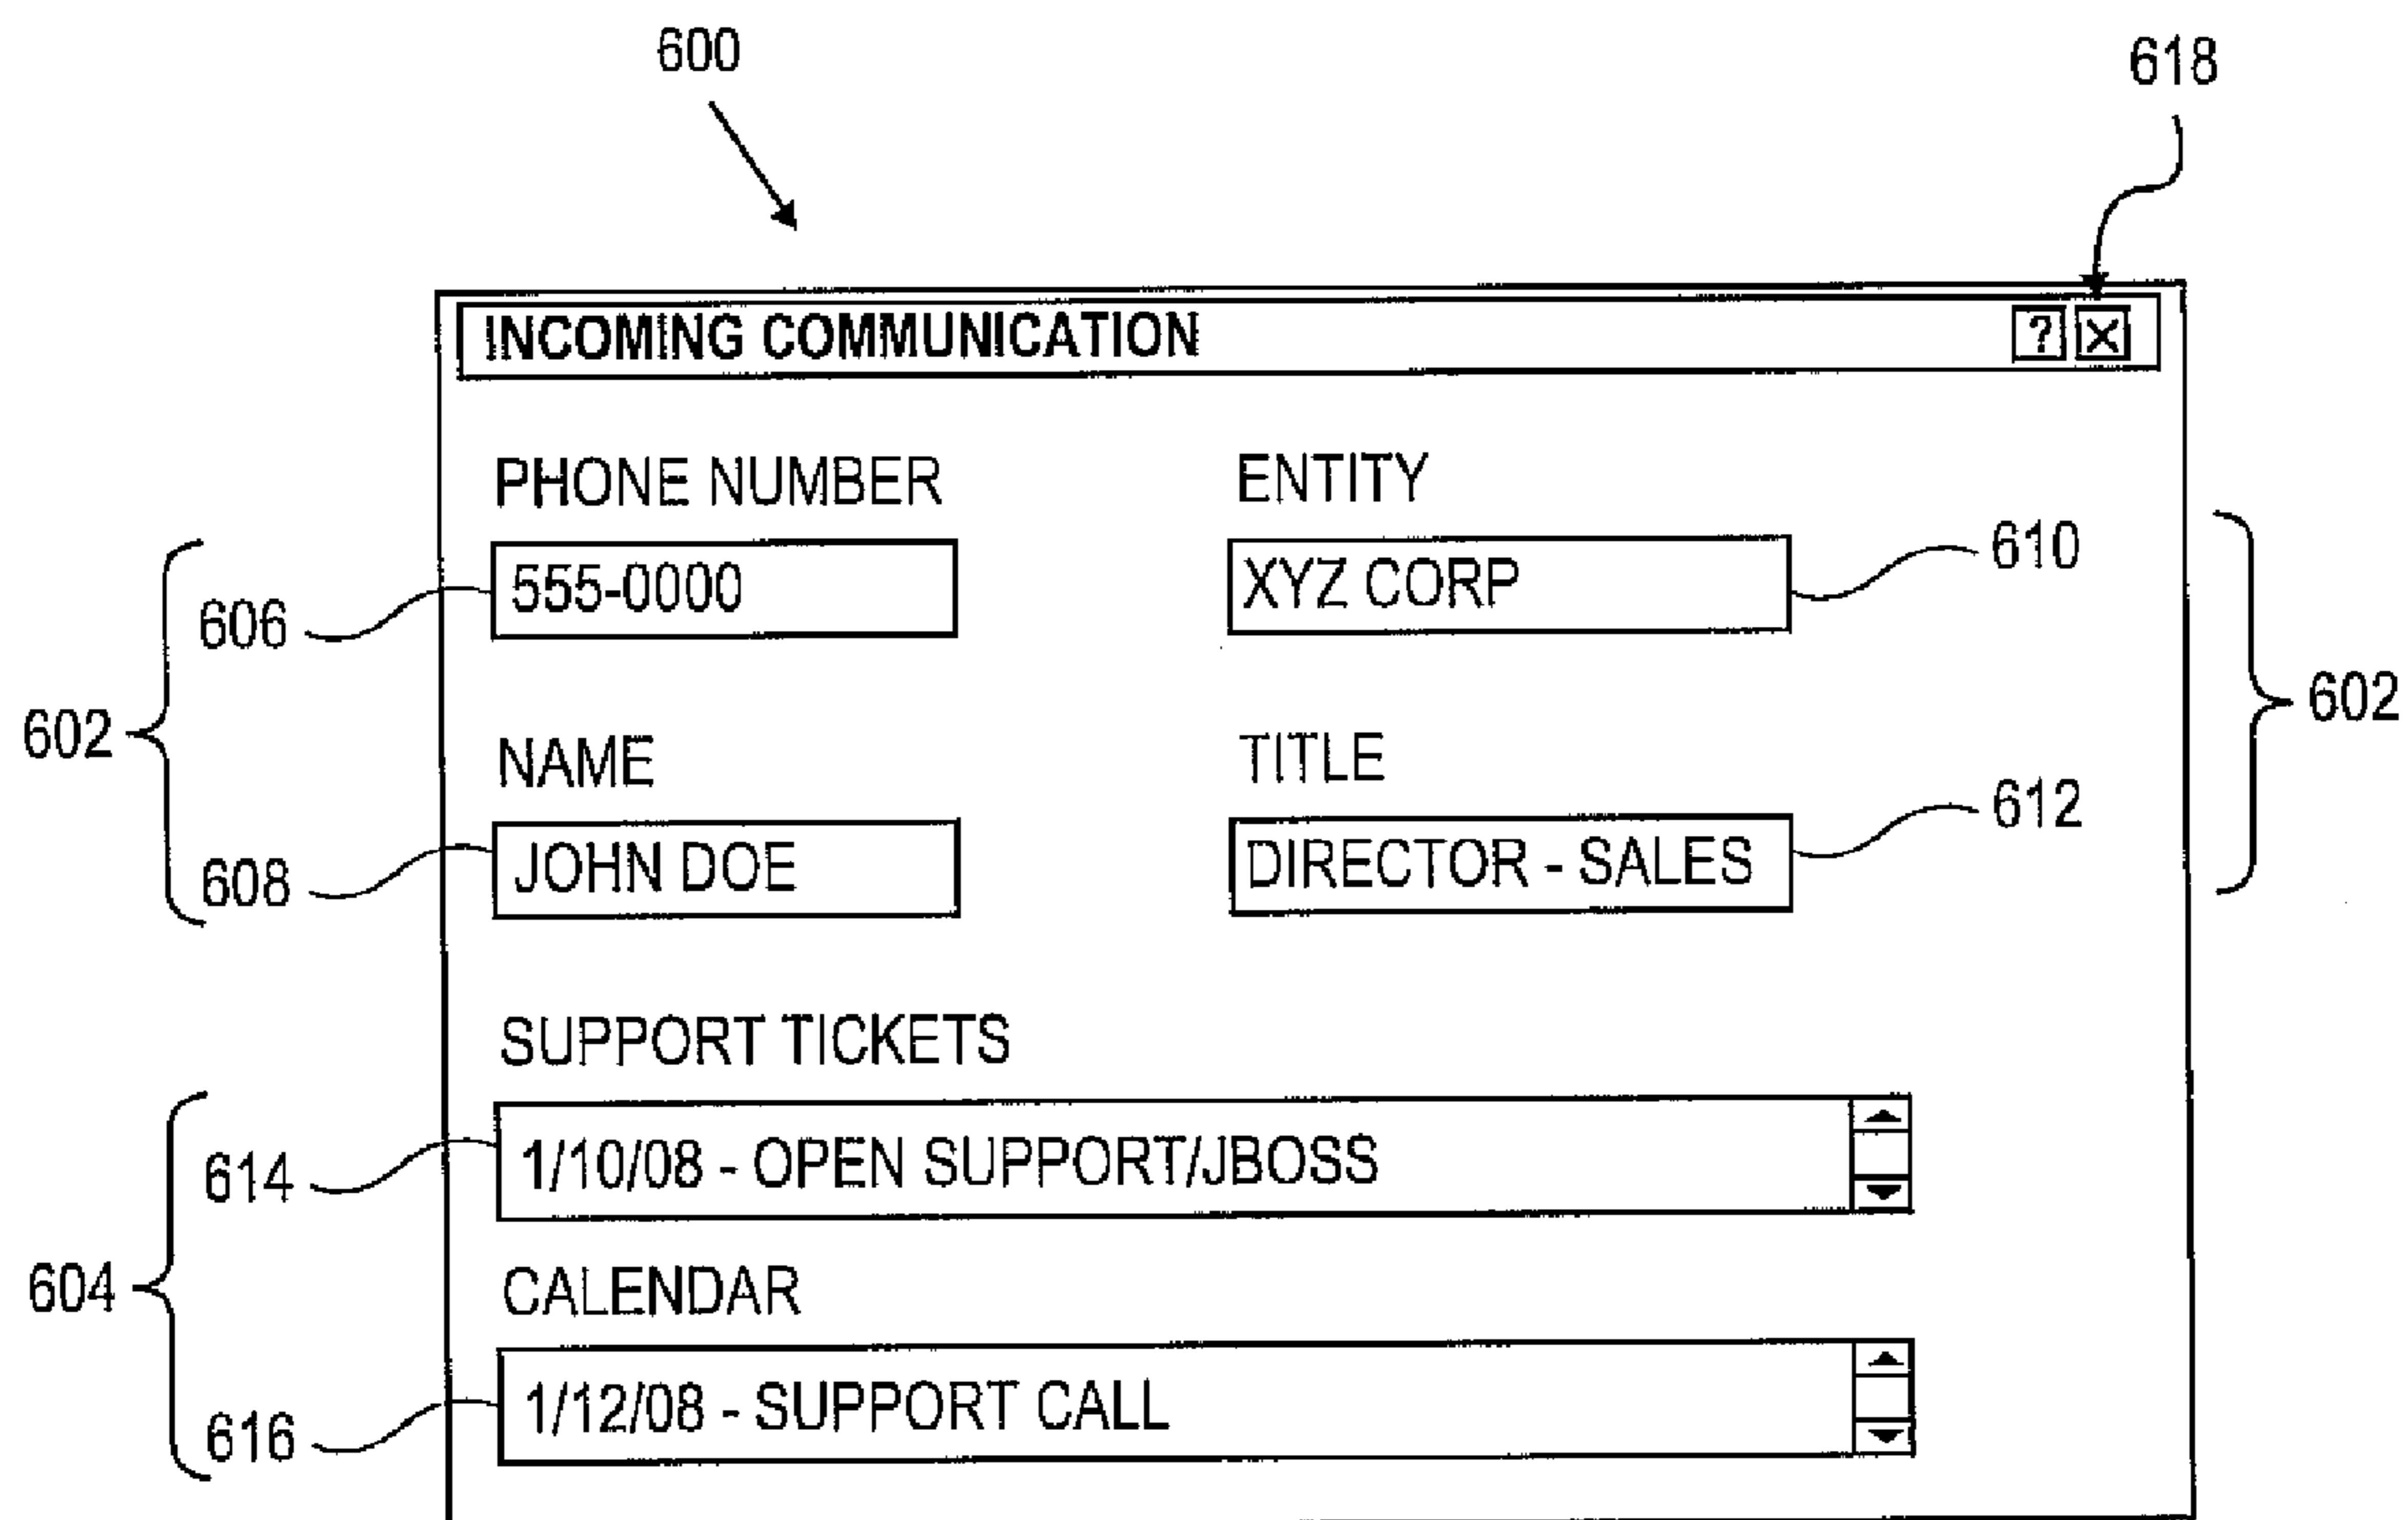 600
618
INCOMING COMMUNICATION ? X
PHONE NUMBER ENTITY
555-0000 XYZ CORP 610
606
602 602
NAME TITLE
612
JOHN DOE DIRECTOR - SALES
608
SUPPORT TICKETS
1/10/08 - OPEN SUPPORT/JBOSS
614
604
CALENDAR
1/12/08 - SUPPORT CALL
616